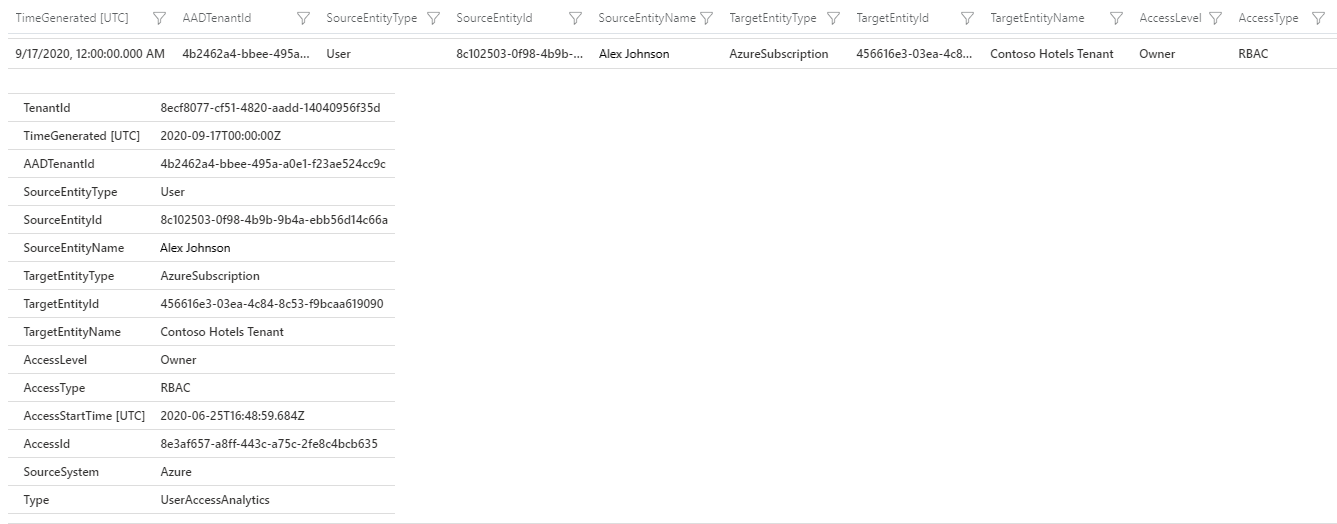 TimeGenerated [UTC] AADTenantId SourceEntityType SourceEntityId SourceEntityName TargetEntityType TargetEntityId TargetEntityName AccessLevel AccessType
9/17/2020, 12:00:00.000 AM 4b2462a4-bbee-495a... User 8c102503-0f98-4b9b-... Alex Johnson AzureSubscription 456616e3-03ea-4c8... Contoso Hotels Tenant Owner RBAC
TenantId 8ecf8077-cf51-4820-aadd-14040956f35d
TimeGenerated [UTC] 2020-09-17T00:00:00Z
AADTenantId 4b2462a4-bbee-495a-a0e1-f23ae524cc9c
SourceEntityType User
SourceEntityId 8c102503-0f98-4b9b-9b4a-ebb56d14c66a
SourceEntityName Alex Johnson
TargetEntityType AzureSubscription
TargetEntityId 456616e3-03ea-4c84-8c53-f9bcaa619090
TargetEntityName Contoso Hotels Tenant
AccessLevel Owner
AccessType RBAC
AccessStartTime [UTC] 2020-06-25T16:48:59.684Z
AccessId 8e3af657-a8ff-443c-a75c-2fe8c4bcb635
SourceSystem Azure
Type UserAccessAnalytics